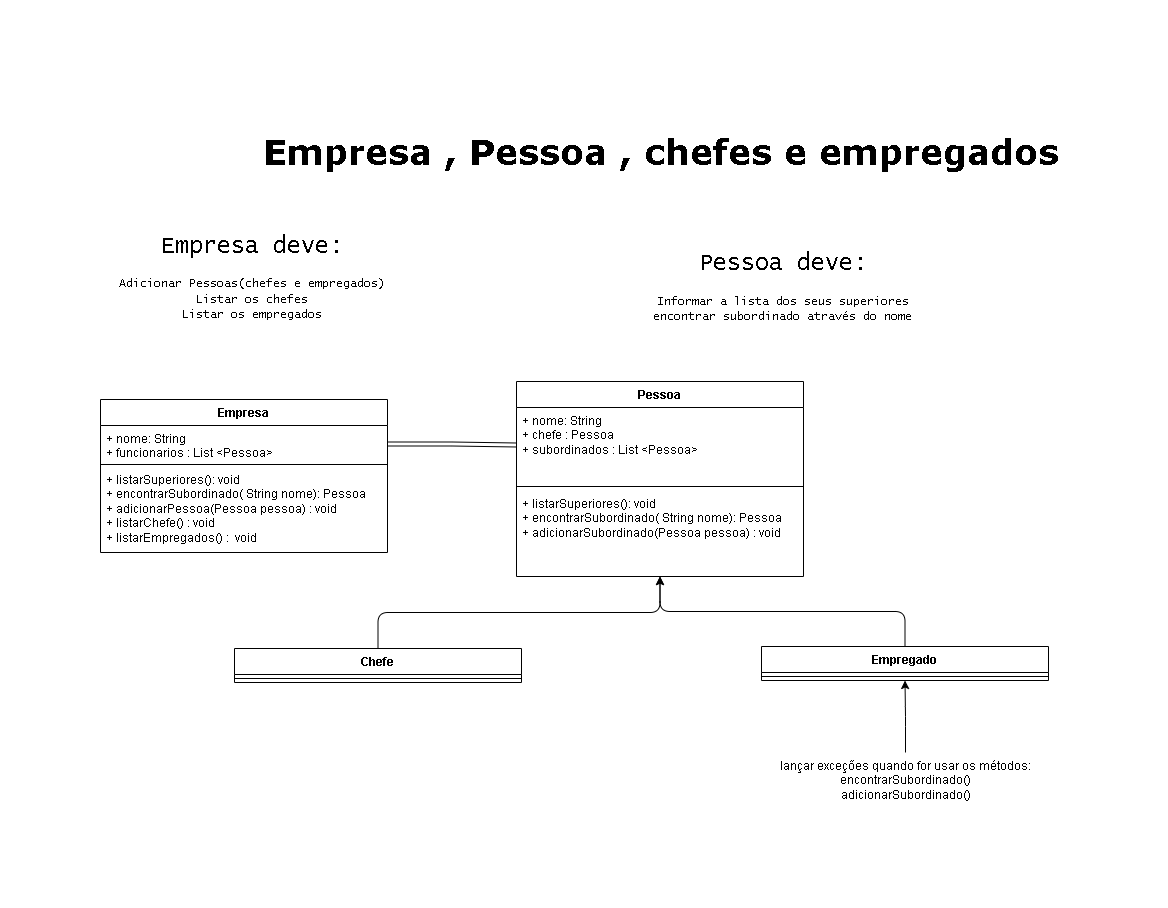 Empresa , Pessoa , chefes e empregados
Empresa deve:
Adicionar Pessoas(chefes e empregados)
Listar os chefes
Listar os empregados
Pessoa deve:
Informar a lista dos seus superiores
encontrar subordinado através do nome
Empresa
+ nome: String
+ funcionarios : List <Pessoa>
+ listarSuperiores(): void
+ encontrarSubordinado( String nome): Pessoa
+ adicionarPessoa(Pessoa pessoa) : void
+ listarChefe() : void
+ listarEmpregados() :  void
Pessoa
+ nome: String
+ chefe : Pessoa
+ subordinados : List <Pessoa>
+ listarSuperiores(): void
+ encontrarSubordinado( String nome): Pessoa
+ adicionarSubordinado(Pessoa pessoa) : void
Chefe
Empregado
lançar exceções quando for usar os métodos:
encontrarSubordinado()
adicionarSubordinado()